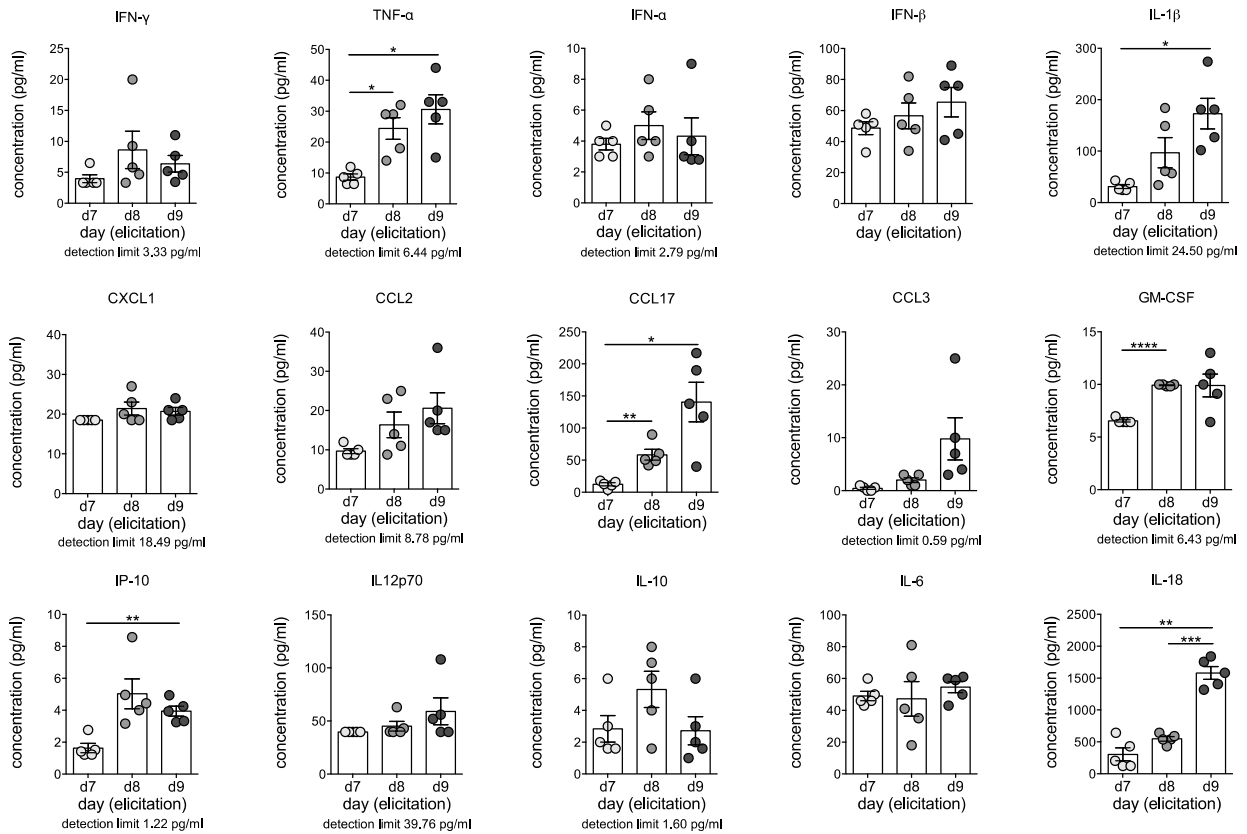 IFN-γ
concentration (pg/ml)
25
20
15
10
5
0
d7 d8 d9
day (elicitation)
detection limit 3.33 pg/ml
TNF-α
concentration (pg/ml)
50
40
30
20
10
0
*
*
d7 d8 d9
day (elicitation)
detection limit 6.44 pg/ml
IFN-α
concentration (pg/ml)
10
8
6
4
2
0
d7 d8 d9
day (elicitation)
detection limit 2.79 pg/ml
IFN-β
concentration (pg/ml)
100
80
60
40
20
0
d7 d8 d9
day (elicitation)
IL-1β
concentration (pg/ml)
300
200
100
0
*
d7 d8 d9
day (elicitation)
detection limit 24.50 pg/ml
CXCL1
concentration (pg/ml)
40
30
20
10
0
d7 d8 d9
day (elicitation)
detection limit 18.49 pg/ml
CCL2
concentration (pg/ml)
40
30
20
10
0
d7 d8 d9
day (elicitation)
detection limit 8.78 pg/ml
CCL17
concentration (pg/ml)
250
200
150
100
50
0
*
**
d7 d8 d9
day (elicitation)
CCL3
concentration (pg/ml)
30
20
10
0
d7 d8 d9
day (elicitation)
detection limit 0.59 pg/ml
GM-CSF
concentration (pg/ml)
15
10
5
0
****
d7 d8 d9
day (elicitation)
detection limit 6.43 pg/ml
IP-10
concentration (pg/ml)
10
8
6
4
2
0
**
d7 d8 d9
day (elicitation)
detection limit 1.22 pg/ml
IL12p70
concentration (pg/ml)
150
100
50
0
d7 d8 d9
day (elicitation)
detection limit 39.76 pg/ml
IL-10
concentration (pg/ml)
10
8
6
4
2
0
d7 d8 d9
day (elicitation)
detection limit 1.60 pg/ml
IL-6
concentration (pg/ml)
100
80
60
40
20
0
d7 d8 d9
day (elicitation)
IL-18
concentration (pg/ml)
2500
2000
1500
1000
500
0
**
***
d7 d8 d9
day (elicitation)